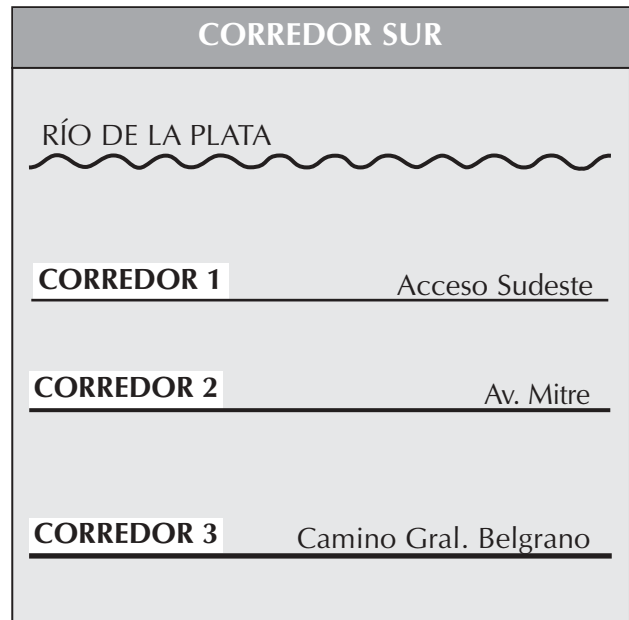 CORREDOR SUR
RÍO DE LA PLATA
CORREDOR 1 Acceso Sudeste
CORREDOR 2 Av. Mitre
CORREDOR 3 Camino Gral. Belgrano